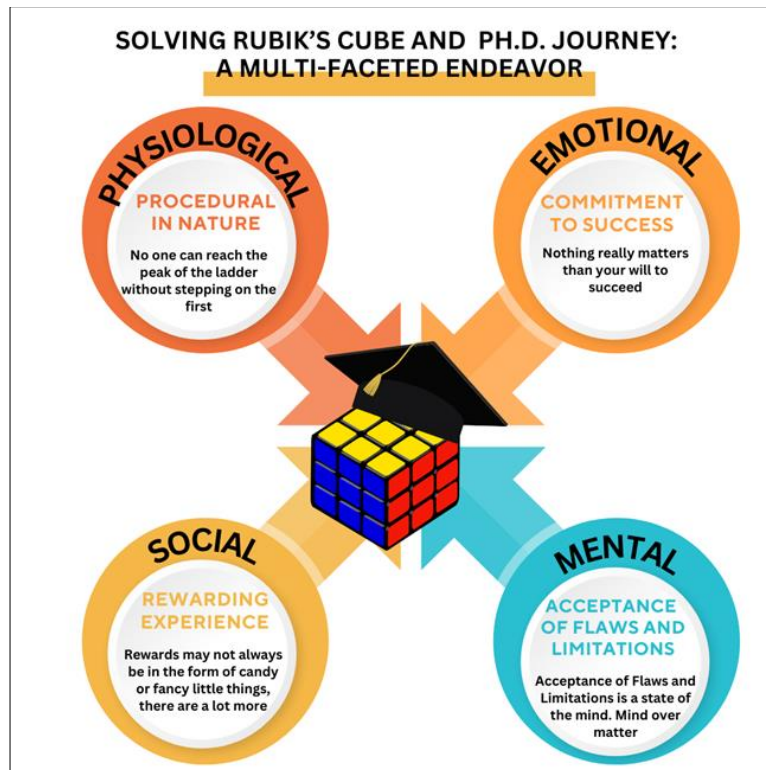 SOLVING RUBIK'S CUBE AND PH.D. JOURNEY:
A MULTI-FACETED ENDEAVOR
PHYSIOLOGICAL
PROCEDURAL
IN NATURE
No one can reach the
peak of the ladder
without stepping on the
first
EMOTIONAL
COMMITMENT
TO SUCCESS
Nothing really matters
than your will to
succeed
SOCIAL
REWARDING
EXPERIENCE
Rewards may not always
be in the form of candy
or fancy little things,
there are a lot more
MENTAL
ACCEPTANCE
OF FLAWS AND
LIMITATIONS
Acceptance of Flaws and
Limitations is a state of
the mind. Mind over
matter